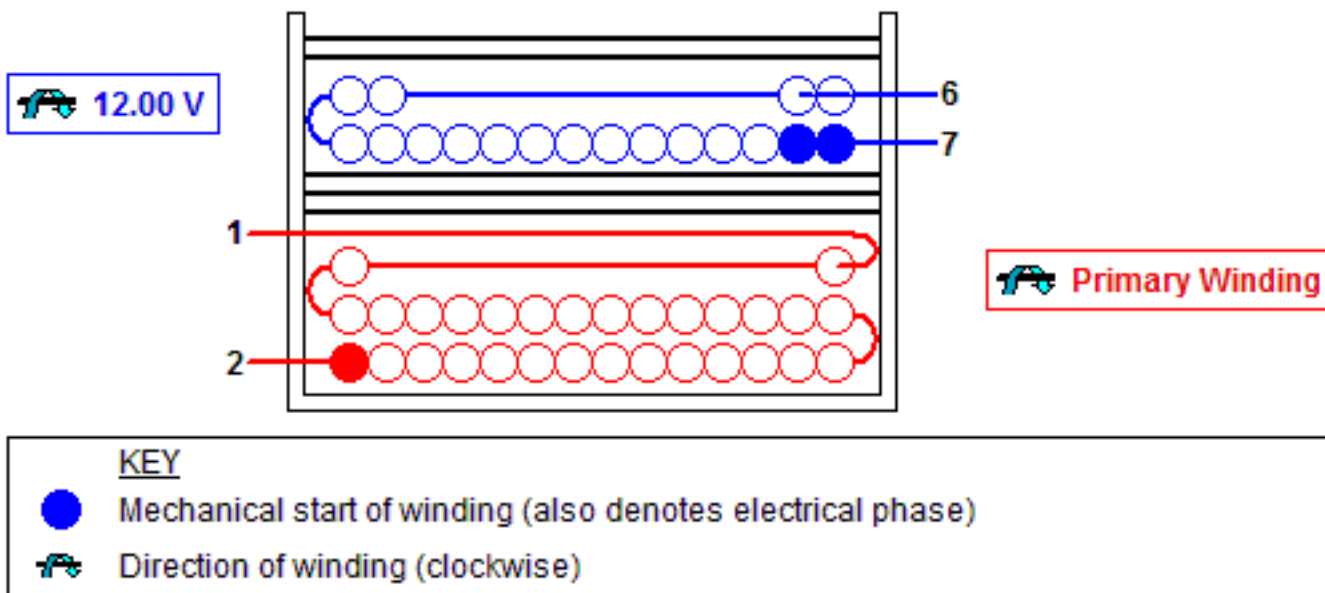 12.00 V
6
7
1
Primary Winding
2
KEY
Mechanical start of winding (also denotes electrical phase)
Direction of winding (clockwise)